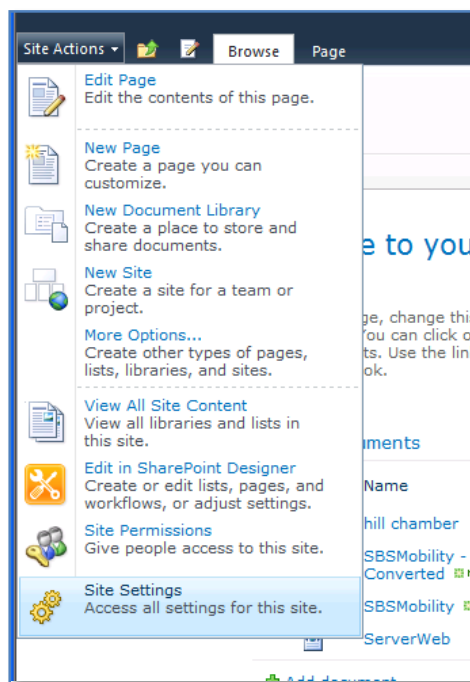 Site Actions
Browse
Page
Edit Page
Edit the contents of this page.
New Page
Create a page you can
customize.
New Document Library
Create a place to store and
share documents.
New Site
Create a site for a team or
project.
More Options...
Create other types of pages,
lists, libraries, and sites.
View All Site Content
View all libraries and lists in
this site.
Edit in SharePoint Designer
Create or edit lists, pages, and
workflows, or adjust settings.
Site Permissions
Give people access to this site.
Site Settings
Access all settings for this site.
e to you
ge, change this
You can click o
ts. Use the lin
ok.
uments
Name
hill chamber
SBSMobility -
Converted
SBSMobility
ServerWeb
Add document